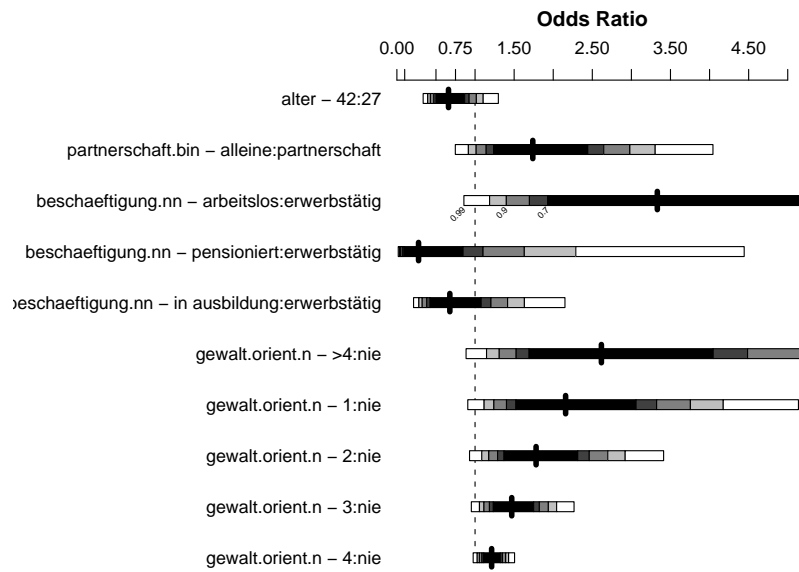 Odds Ratio
0.00 0.75 1.50 2.50 3.50 4.50
alter − 42:27
partnerschaft.bin − alleine:partnerschaft
beschaeftigung.nn − arbeitslos:erwerbstätig
0.99 0.9 0.7
beschaeftigung.nn − pensioniert:erwerbstätig
beschaeftigung.nn − in ausbildung:erwerbstätig
gewalt.orient.n − >4:nie
gewalt.orient.n − 1:nie
gewalt.orient.n − 2:nie
gewalt.orient.n − 3:nie
gewalt.orient.n − 4:nie